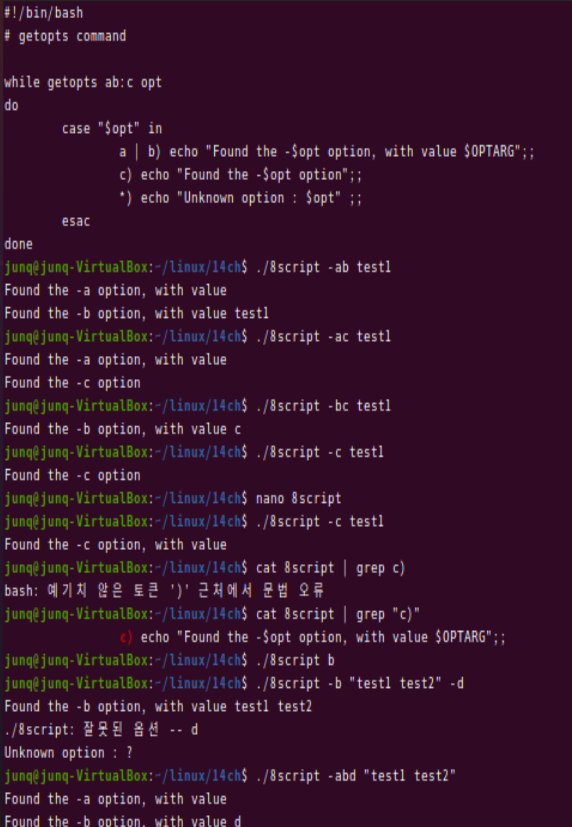 #!/bin/bash
# getopts command
while getopts ab:c opt
do
case "$opt" in
a | b) echo "Found the -$opt option, with value $OPTARG";;
c) echo "Found the -$opt option";;
*) echo "Unknown option : $opt" ;;
esac
done
junq@junq-VirtualBox:~/linux/14ch$ ./8script -ab test1
Found the -a option, with value
Found the -b option, with value test1
junq@junq-VirtualBox:~/linux/14ch$ ./8script -ac test1
Found the -a option, with value
Found the -c option
junq@junq-VirtualBox:~/linux/14ch$ ./8script -bc test1
Found the -b option, with value c
junq@junq-VirtualBox:~/linux/14ch$ ./8script -c test1
Found the -c option
junq@junq-VirtualBox:~/linux/14ch$ nano 8script
junq@junq-VirtualBox:~/linux/14ch$ ./8script -c test1
Found the -c option, with value
junq@junq-VirtualBox:~/linux/14ch$ cat 8script | grep c)
bash: 예기치 않은 토큰 ')' 근처에서 문법 오류
junq@junq-VirtualBox:~/linux/14ch$ cat 8script | grep "c)"
c) echo "Found the -$opt option, with value $OPTARG";;
junq@junq-VirtualBox:~/linux/14ch$ ./8script b
junq@junq-VirtualBox:~/linux/14ch$ ./8script -b "test1 test2" -d
Found the -b option, with value test1 test2
./8script: 잘못된 옵션 -- d
Unknown option : ?
junq@junq-VirtualBox:~/linux/14ch$ ./8script -abd "test1 test2"
Found the -a option, with value
Found the -b option, with value d